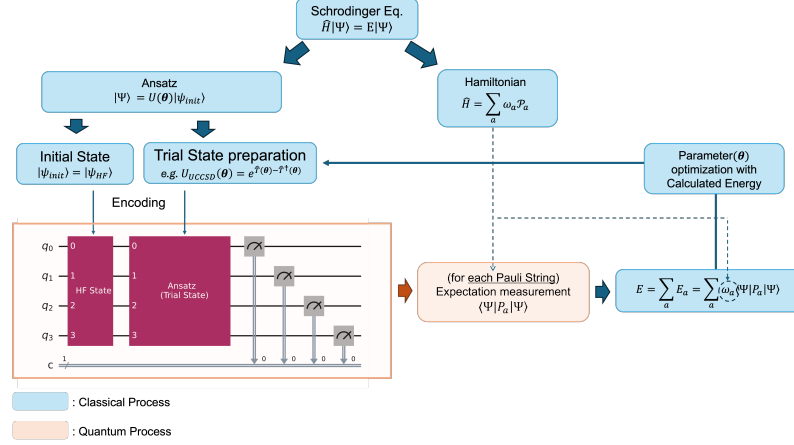 Schrodinger Eq.
Ĥ|Ψ⟩ = E|Ψ⟩
Ansatz
|Ψ⟩ = U(θ)|ψ_init⟩
Hamiltonian
Ĥ = ∑_a ω_a 𝒫_a
Initial State
|ψ_init⟩ = |ψ_HF⟩
Trial State preparation
e.g. U_UCCSD(θ) = e^{T̂(θ)−T̂†(θ)}
Parameter(θ)
optimization with
Calculated Energy
Encoding
q0
q1
q2
q3
c
0
1
2
3
HF State
0
1
2
3
Ansatz
(Trial State)
1
0
0
0
0
(for each Pauli String)
Expectation measurement
⟨Ψ|P_a|Ψ⟩
E = ∑_a E_a = ∑_a ω_a⟨Ψ|P_a|Ψ⟩
: Classical Process
: Quantum Process